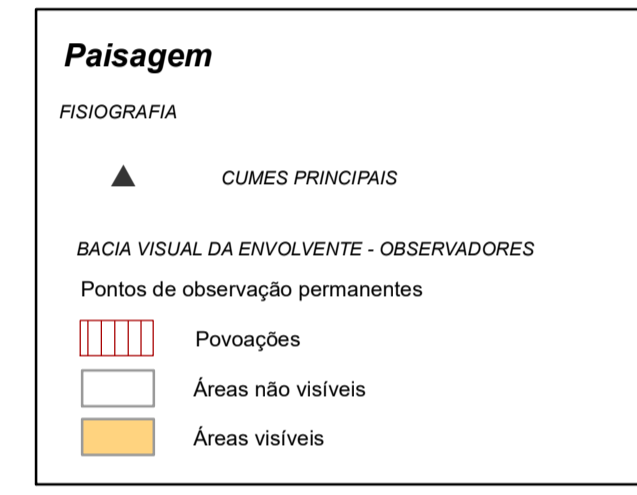 Paisagem
FISIOGRAFIA
CUMES PRINCIPAIS
BACIA VISUAL DA ENVOLVENTE - OBSERVADORES
Pontos de observação permanentes
Povoações
Áreas não visíveis
Áreas visíveis